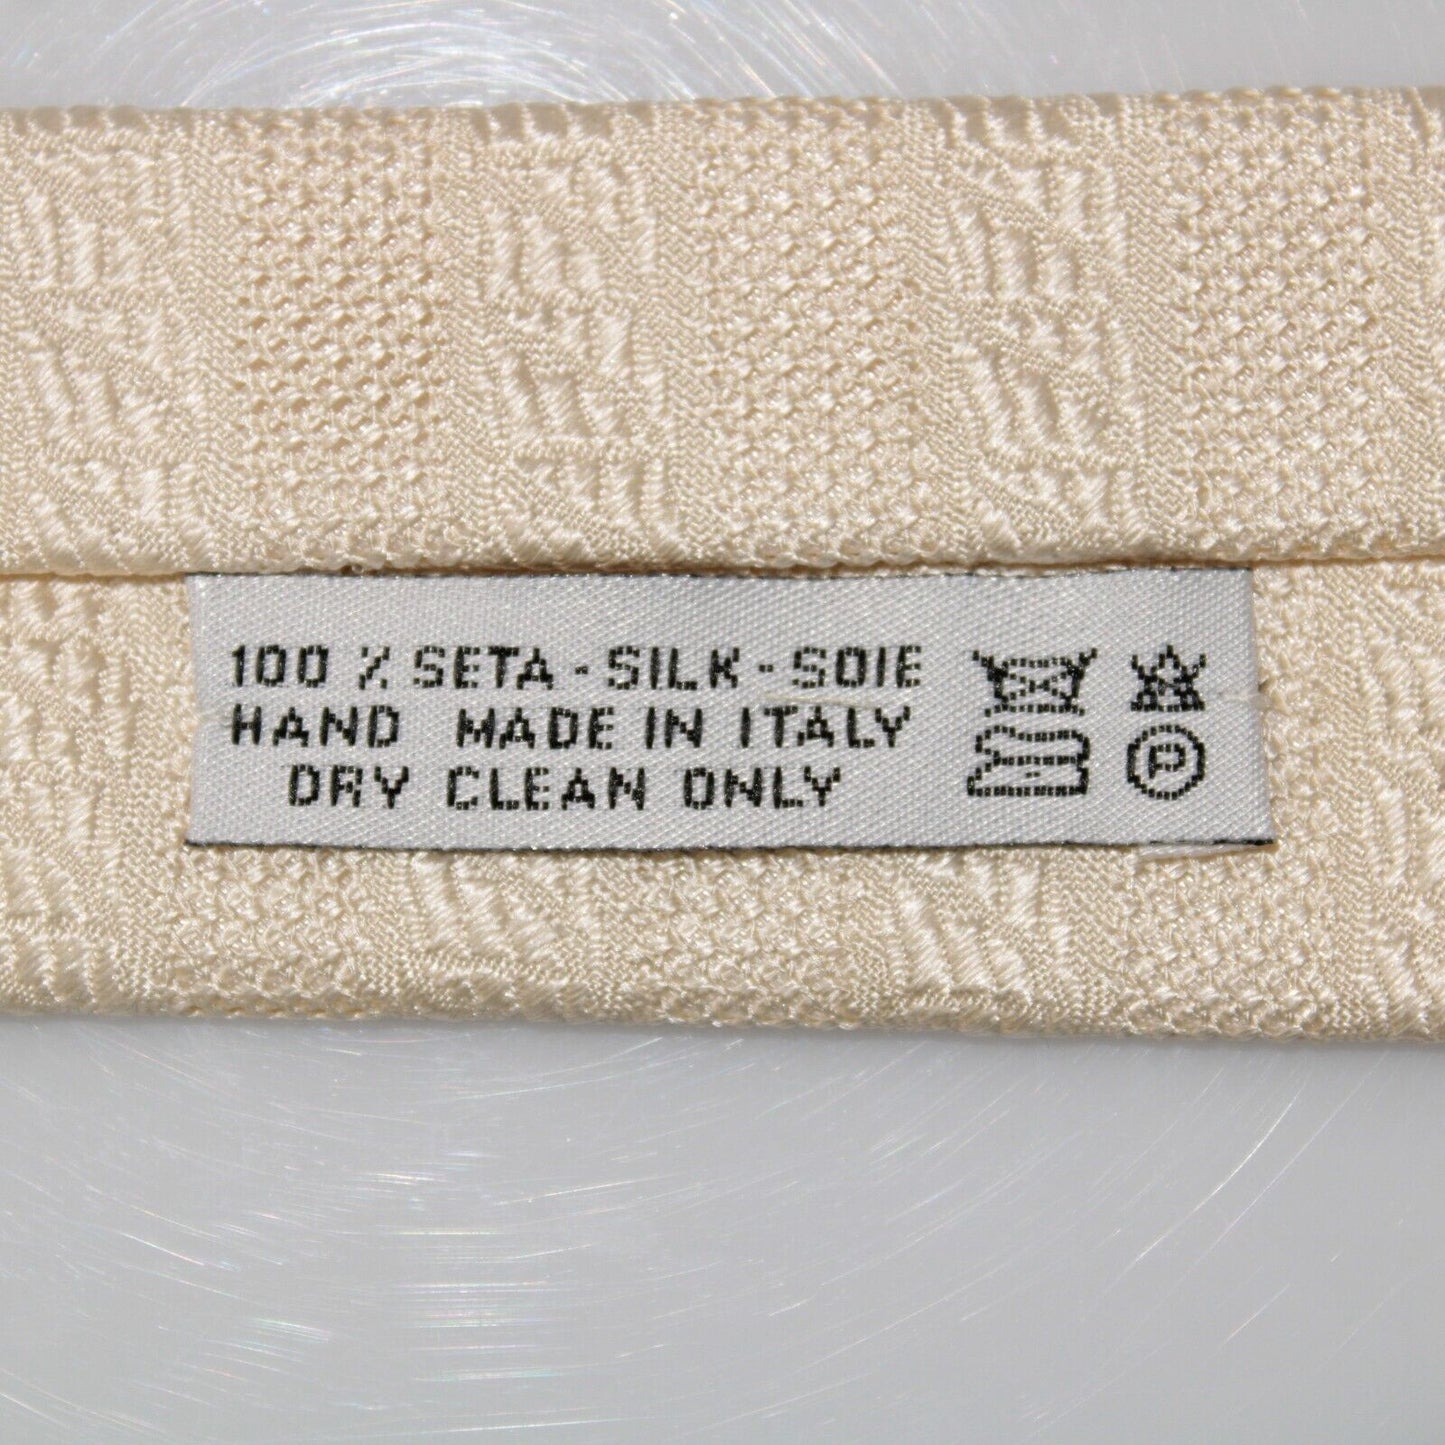 100 % SETA - SILK - SOIE
HAND MADE IN ITALY
DRY CLEAN ONLY
P